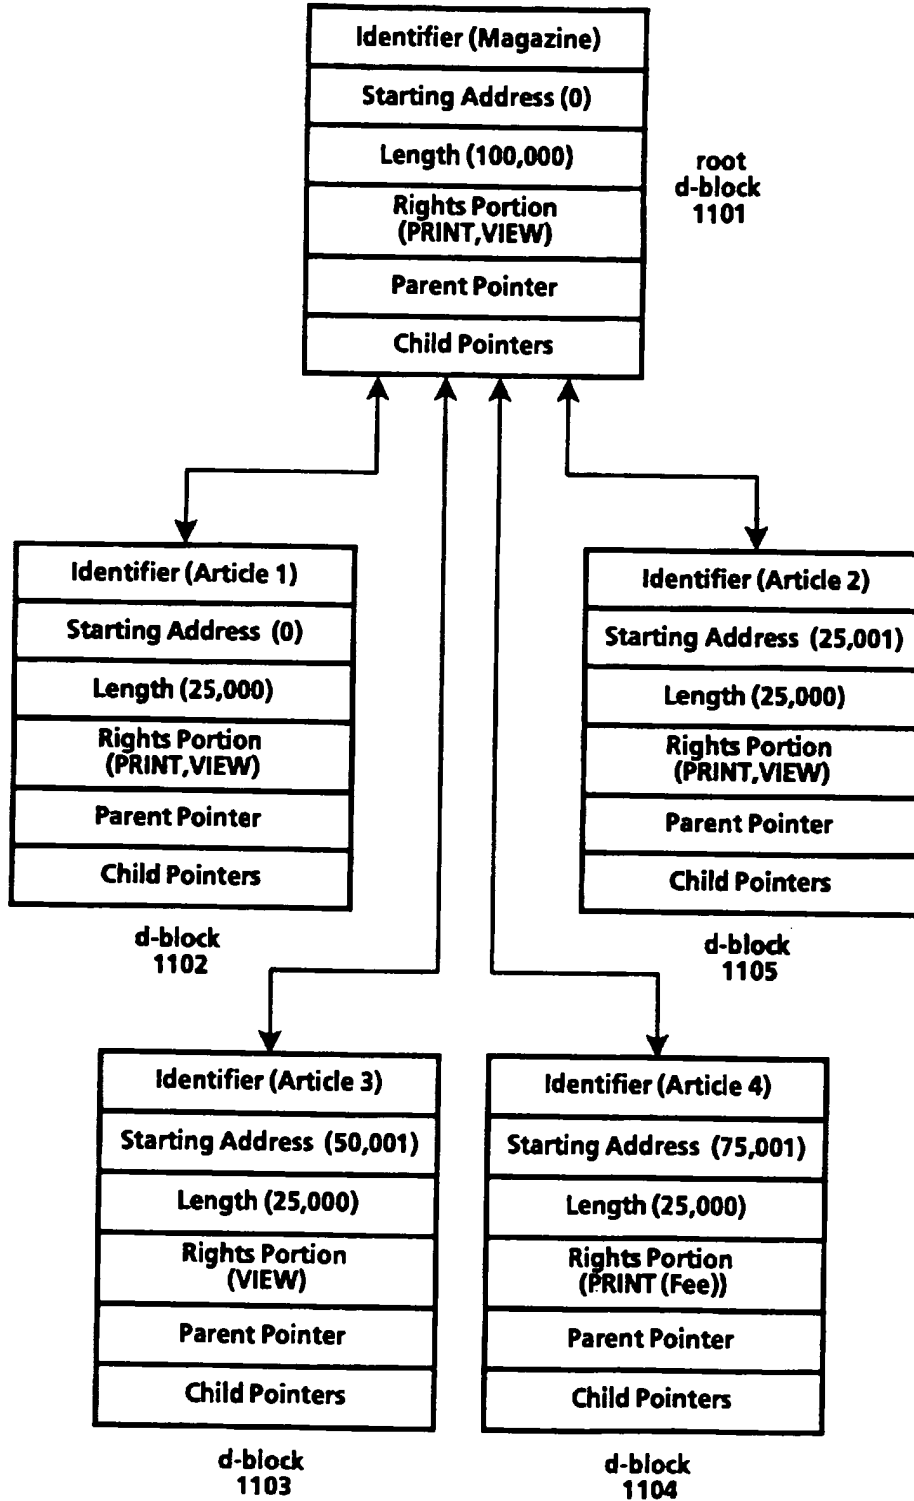 Identifier (Magazine)
Starting Address (0)
Length (100,000)
Rights Portion
(PRINT,VIEW)
Parent Pointer
Child Pointers
root
d-block
1101
Identifier (Article 1)
Starting Address (0)
Length (25,000)
Rights Portion
(PRINT,VIEW)
Parent Pointer
Child Pointers
d-block
1102
Identifier (Article 2)
Starting Address (25,001)
Length (25,000)
Rights Portion
(PRINT,VIEW)
Parent Pointer
Child Pointers
d-block
1105
Identifier (Article 3)
Starting Address (50,001)
Length (25,000)
Rights Portion
(VIEW)
Parent Pointer
Child Pointers
d-block
1103
Identifier (Article 4)
Starting Address (75,001)
Length (25,000)
Rights Portion
(PRINT (Fee))
Parent Pointer
Child Pointers
d-block
1104